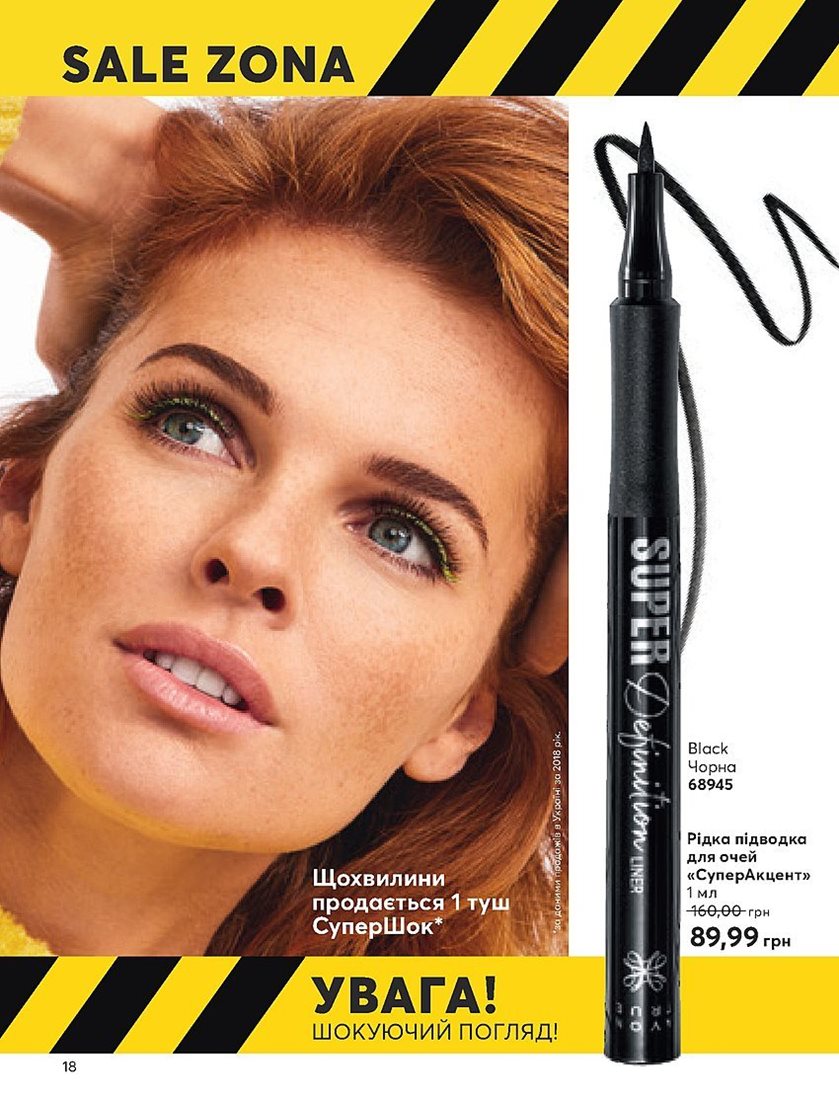 SALE ZONA
SUPER
Definition
LINER
Black
Чорна
68945
Рідка підводка
для очей
«СуперАкцент»
1 мл
160,00 грн
89,99 грн
Щохвилини
продається 1 туш
СуперШок*
*за даними продажів в Україні за 2018 рік.
УВАГА!
ШОКУЮЧИЙ ПОГЛЯД!
18